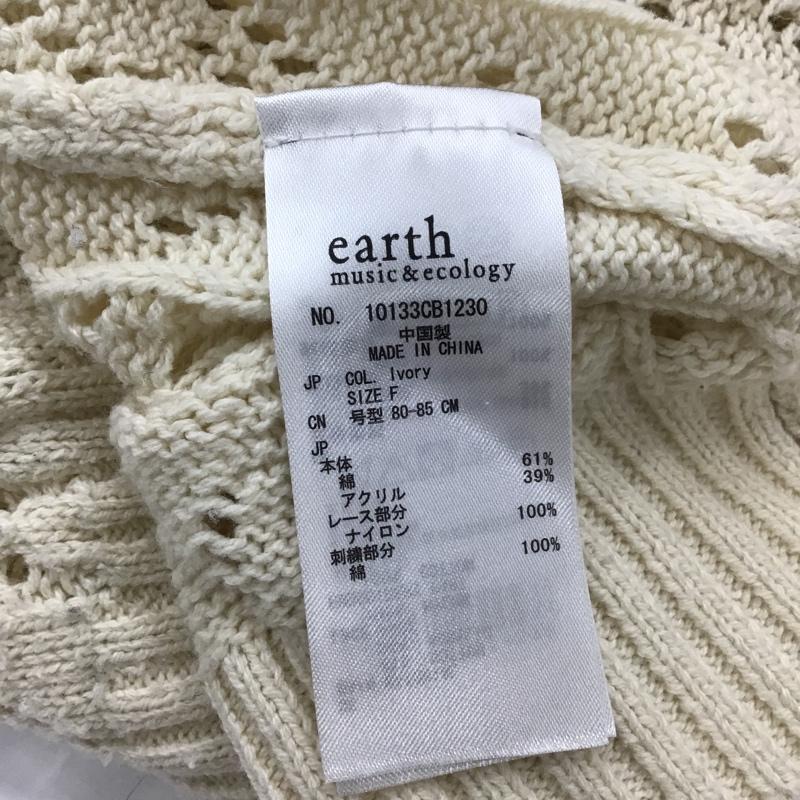 earth
music&ecology
NO. 10133CB1230
中国製
MADE IN CHINA
JP COL. Ivory
SIZE F
CN 号型 80-85 CM
JP
本体
綿 61%
アクリル 39%
レース部分
ナイロン 100%
刺繍部分
綿 100%